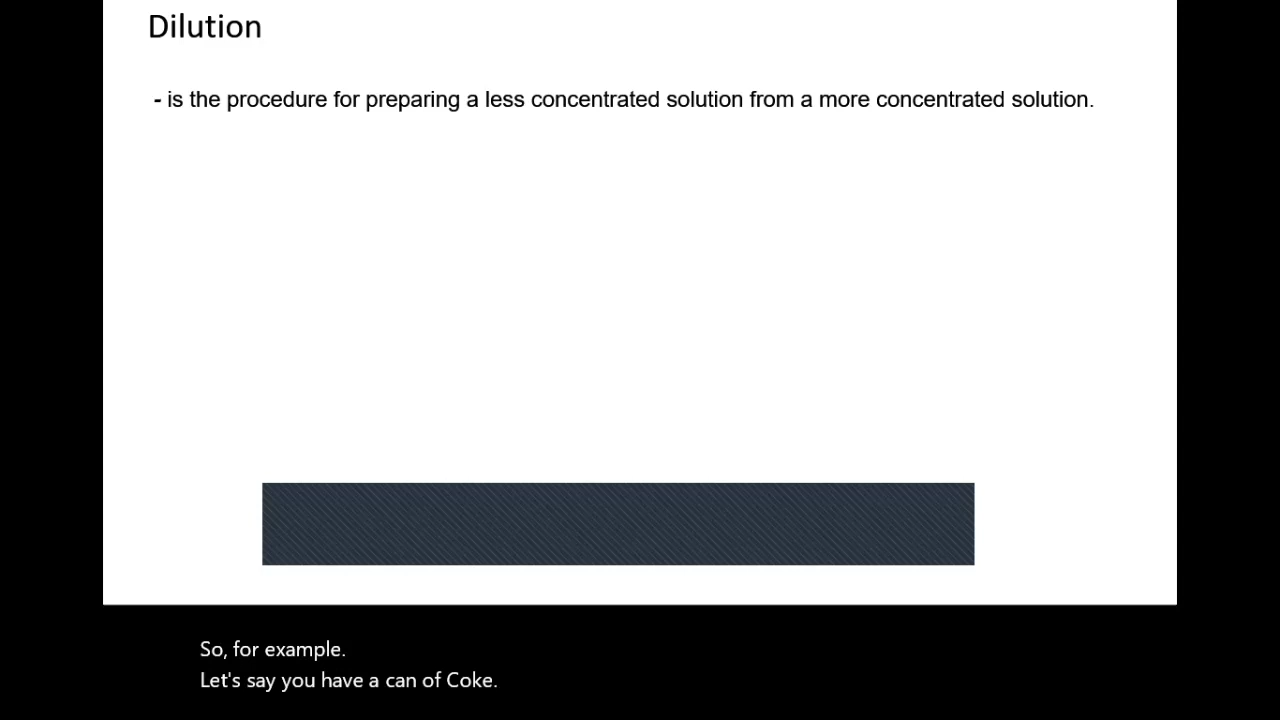 Dilution
- is the procedure for preparing a less concentrated solution from a more concentrated solution.
So, for example.
Let's say you have a can of Coke.